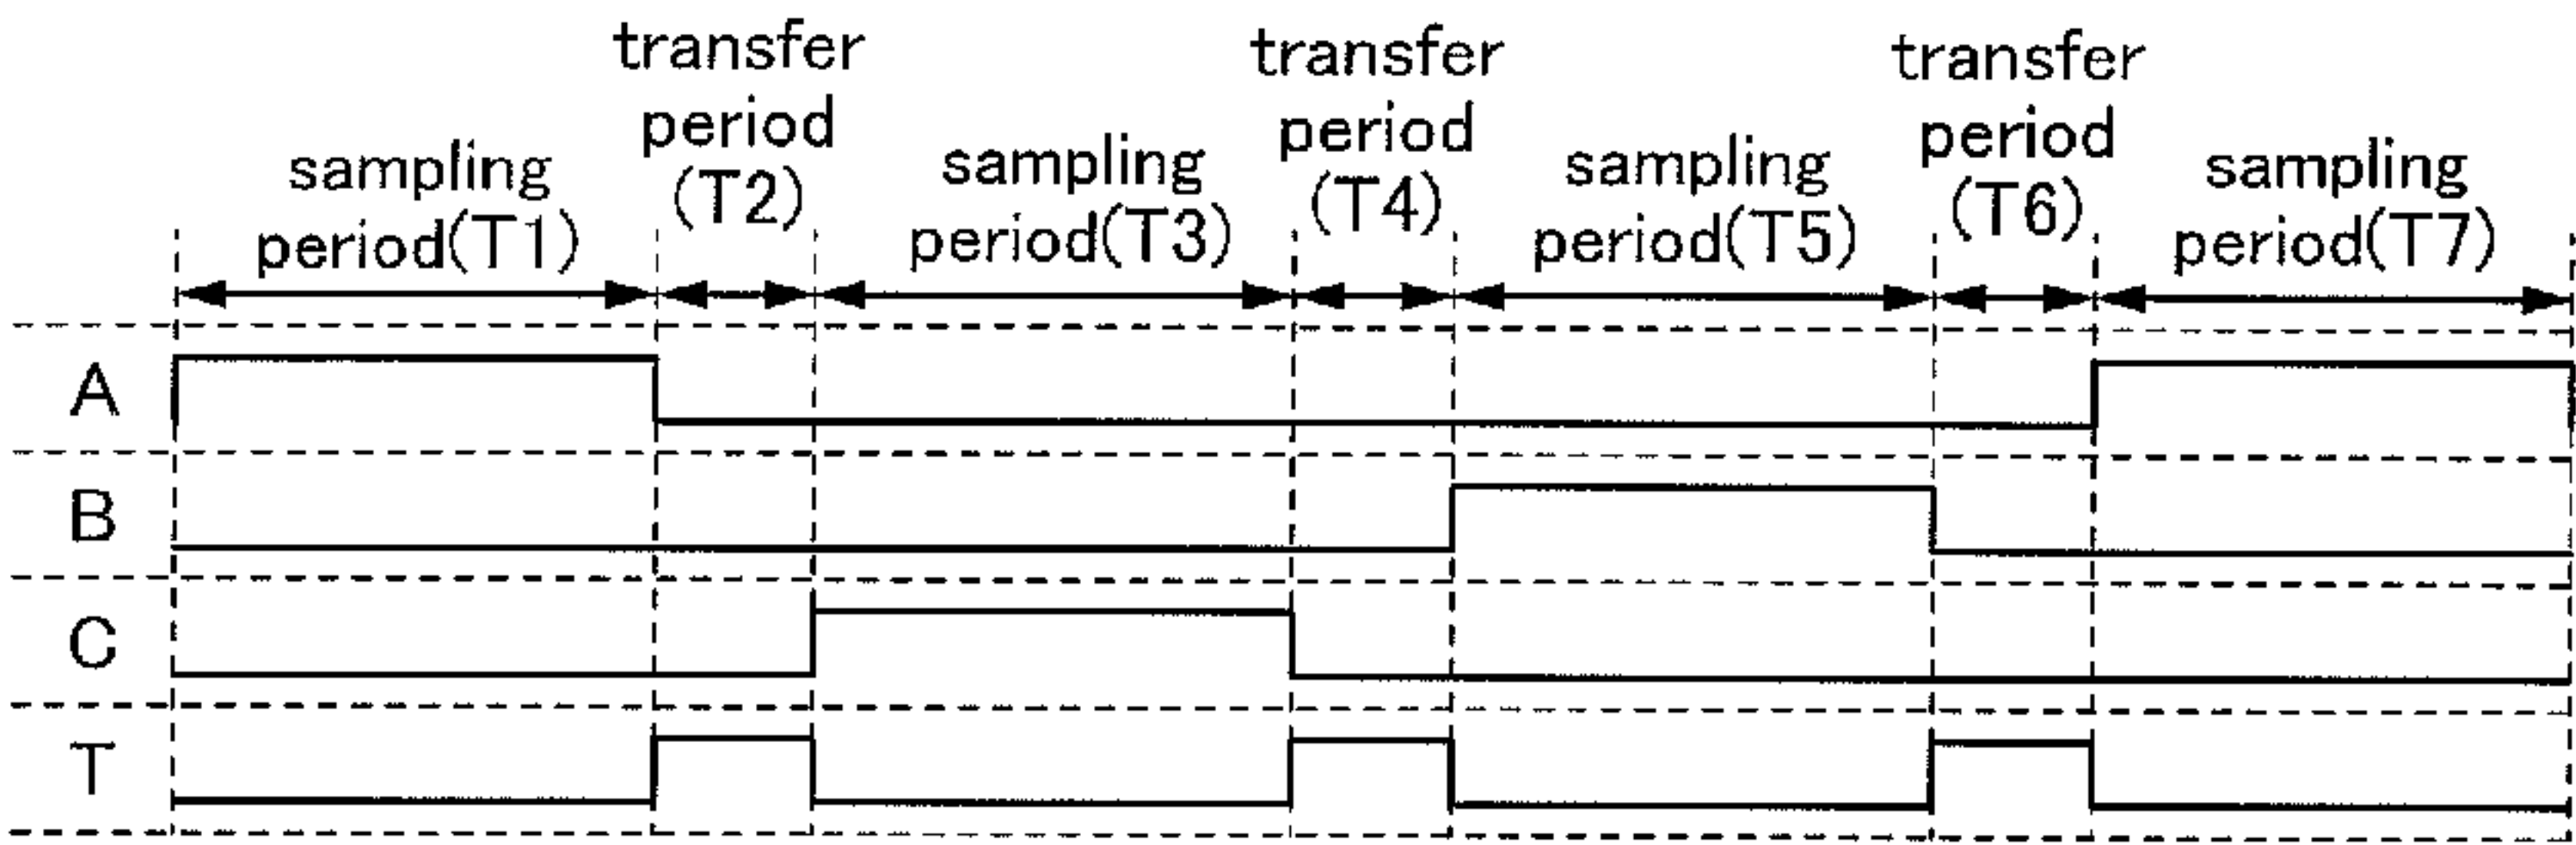 transfer
period
(T2)
transfer
period
(T4)
transfer
period
(T6)
sampling
period(T1)
sampling
period(T3)
sampling
period(T5)
sampling
period(T7)
A
B
C
T